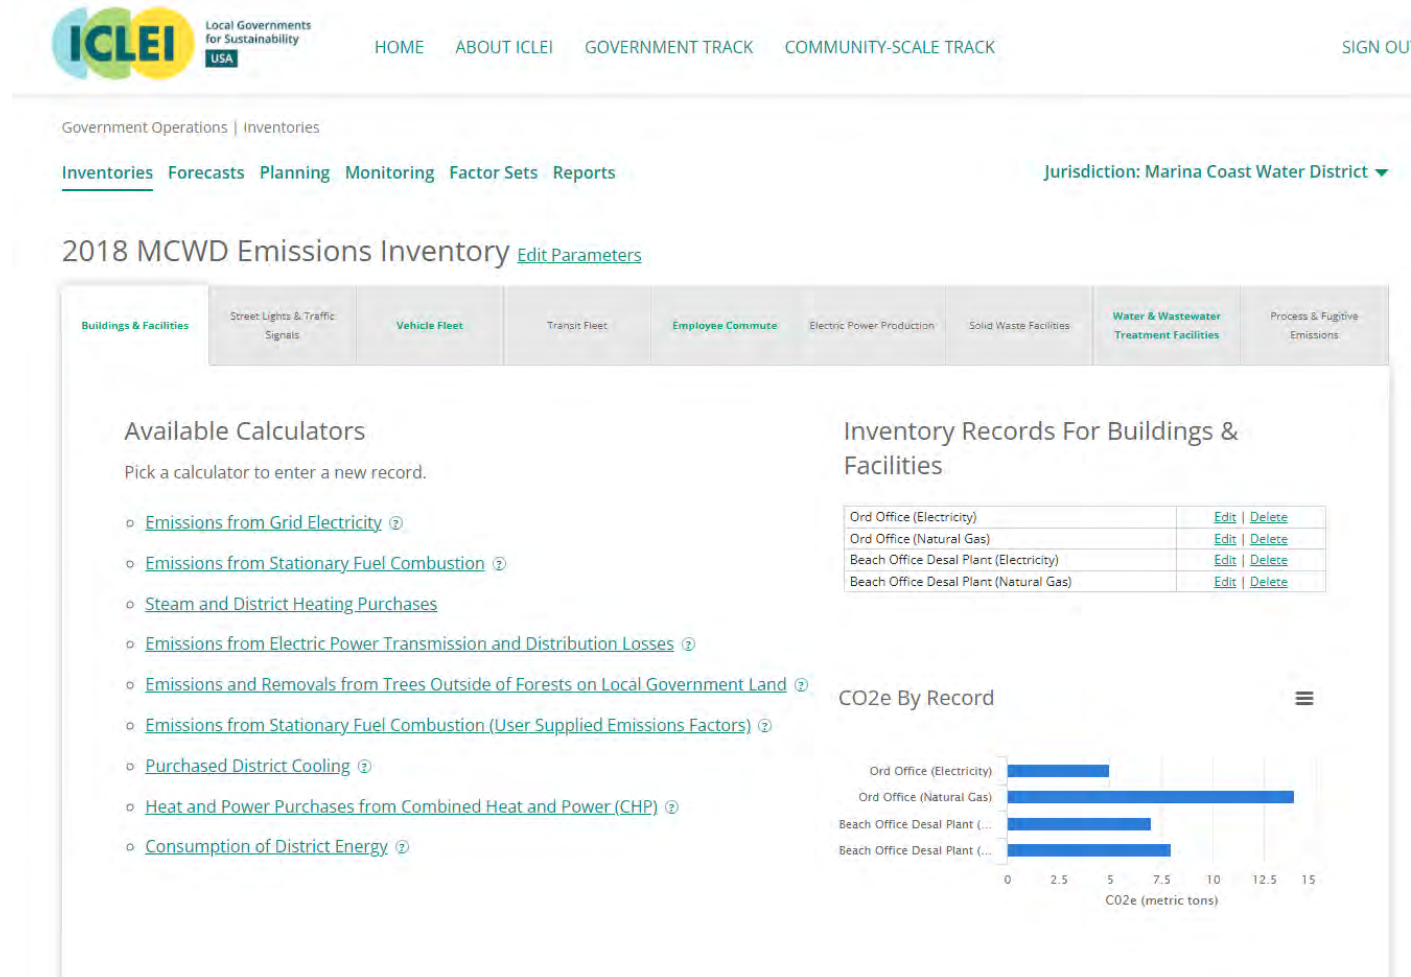 ICLEI
Local Governments
for Sustainability
USA
HOME ABOUT ICLEI GOVERNMENT TRACK COMMUNITY-SCALE TRACK SIGN OU
Government Operations | Inventories
Inventories Forecasts Planning Monitoring Factor Sets Reports
Jurisdiction: Marina Coast Water District
2018 MCWD Emissions Inventory Edit Parameters
Buildings & Facilities
Street Lights & Traffic
Signals
Vehicle Fleet
Transit Fleet
Employee Commute
Electric Power Production
Solid Waste Facilities
Water & Wastewater
Treatment Facilities
Process & Fugitive
Emissions
Available Calculators
Pick a calculator to enter a new record.
Emissions from Grid Electricity ?
Emissions from Stationary Fuel Combustion ?
Steam and District Heating Purchases
Emissions from Electric Power Transmission and Distribution Losses ?
Emissions and Removals from Trees Outside of Forests on Local Government Land ?
Emissions from Stationary Fuel Combustion (User Supplied Emissions Factors) ?
Purchased District Cooling ?
Heat and Power Purchases from Combined Heat and Power (CHP) ?
Consumption of District Energy ?
Inventory Records For Buildings &
Facilities
Ord Office (Electricity) Edit | Delete
Ord Office (Natural Gas) Edit | Delete
Beach Office Desal Plant (Electricity) Edit | Delete
Beach Office Desal Plant (Natural Gas) Edit | Delete
CO2e By Record
Ord Office (Electricity)
Ord Office (Natural Gas)
Beach Office Desal Plant (...
Beach Office Desal Plant (...
0 2.5 5 7.5 10 12.5 15
C02e (metric tons)